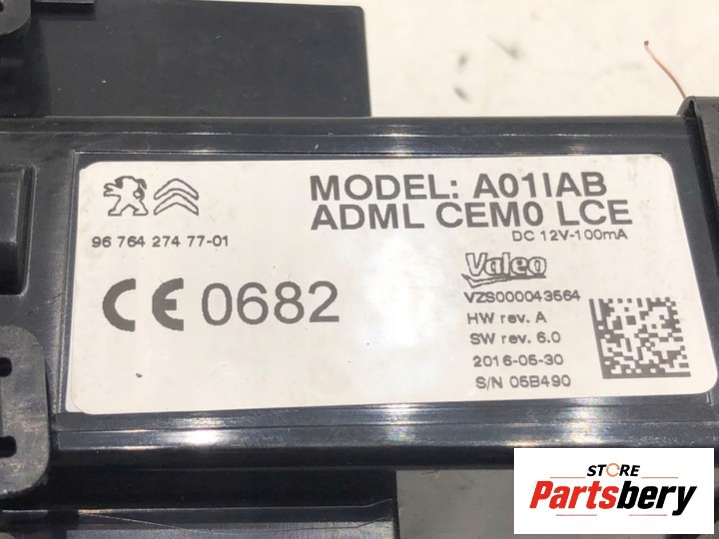 MODEL: A01IAB
ADML CEM0 LCE
DC 12V-100mA
96 764 274 77-01
CE 0682
Valeo
VZS000043564
HW rev. A
SW rev. 6.0
2016-05-30
S/N 05B490
STORE
Partsbery